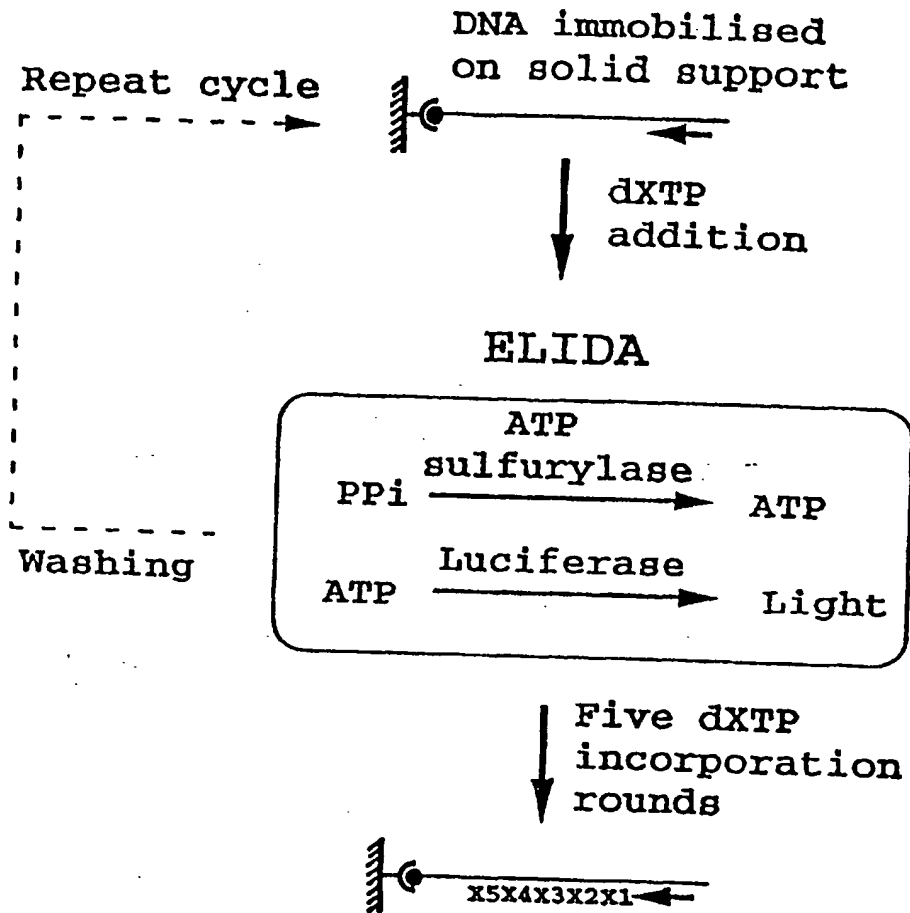 DNA immobilised
on solid support
Repeat cycle
dXTP
addition
ELIDA
ATP
sulfurylase
PPi
ATP
Washing
Luciferase
ATP
Light
Five dXTP
incorporation
rounds
X5X4X3X2X1